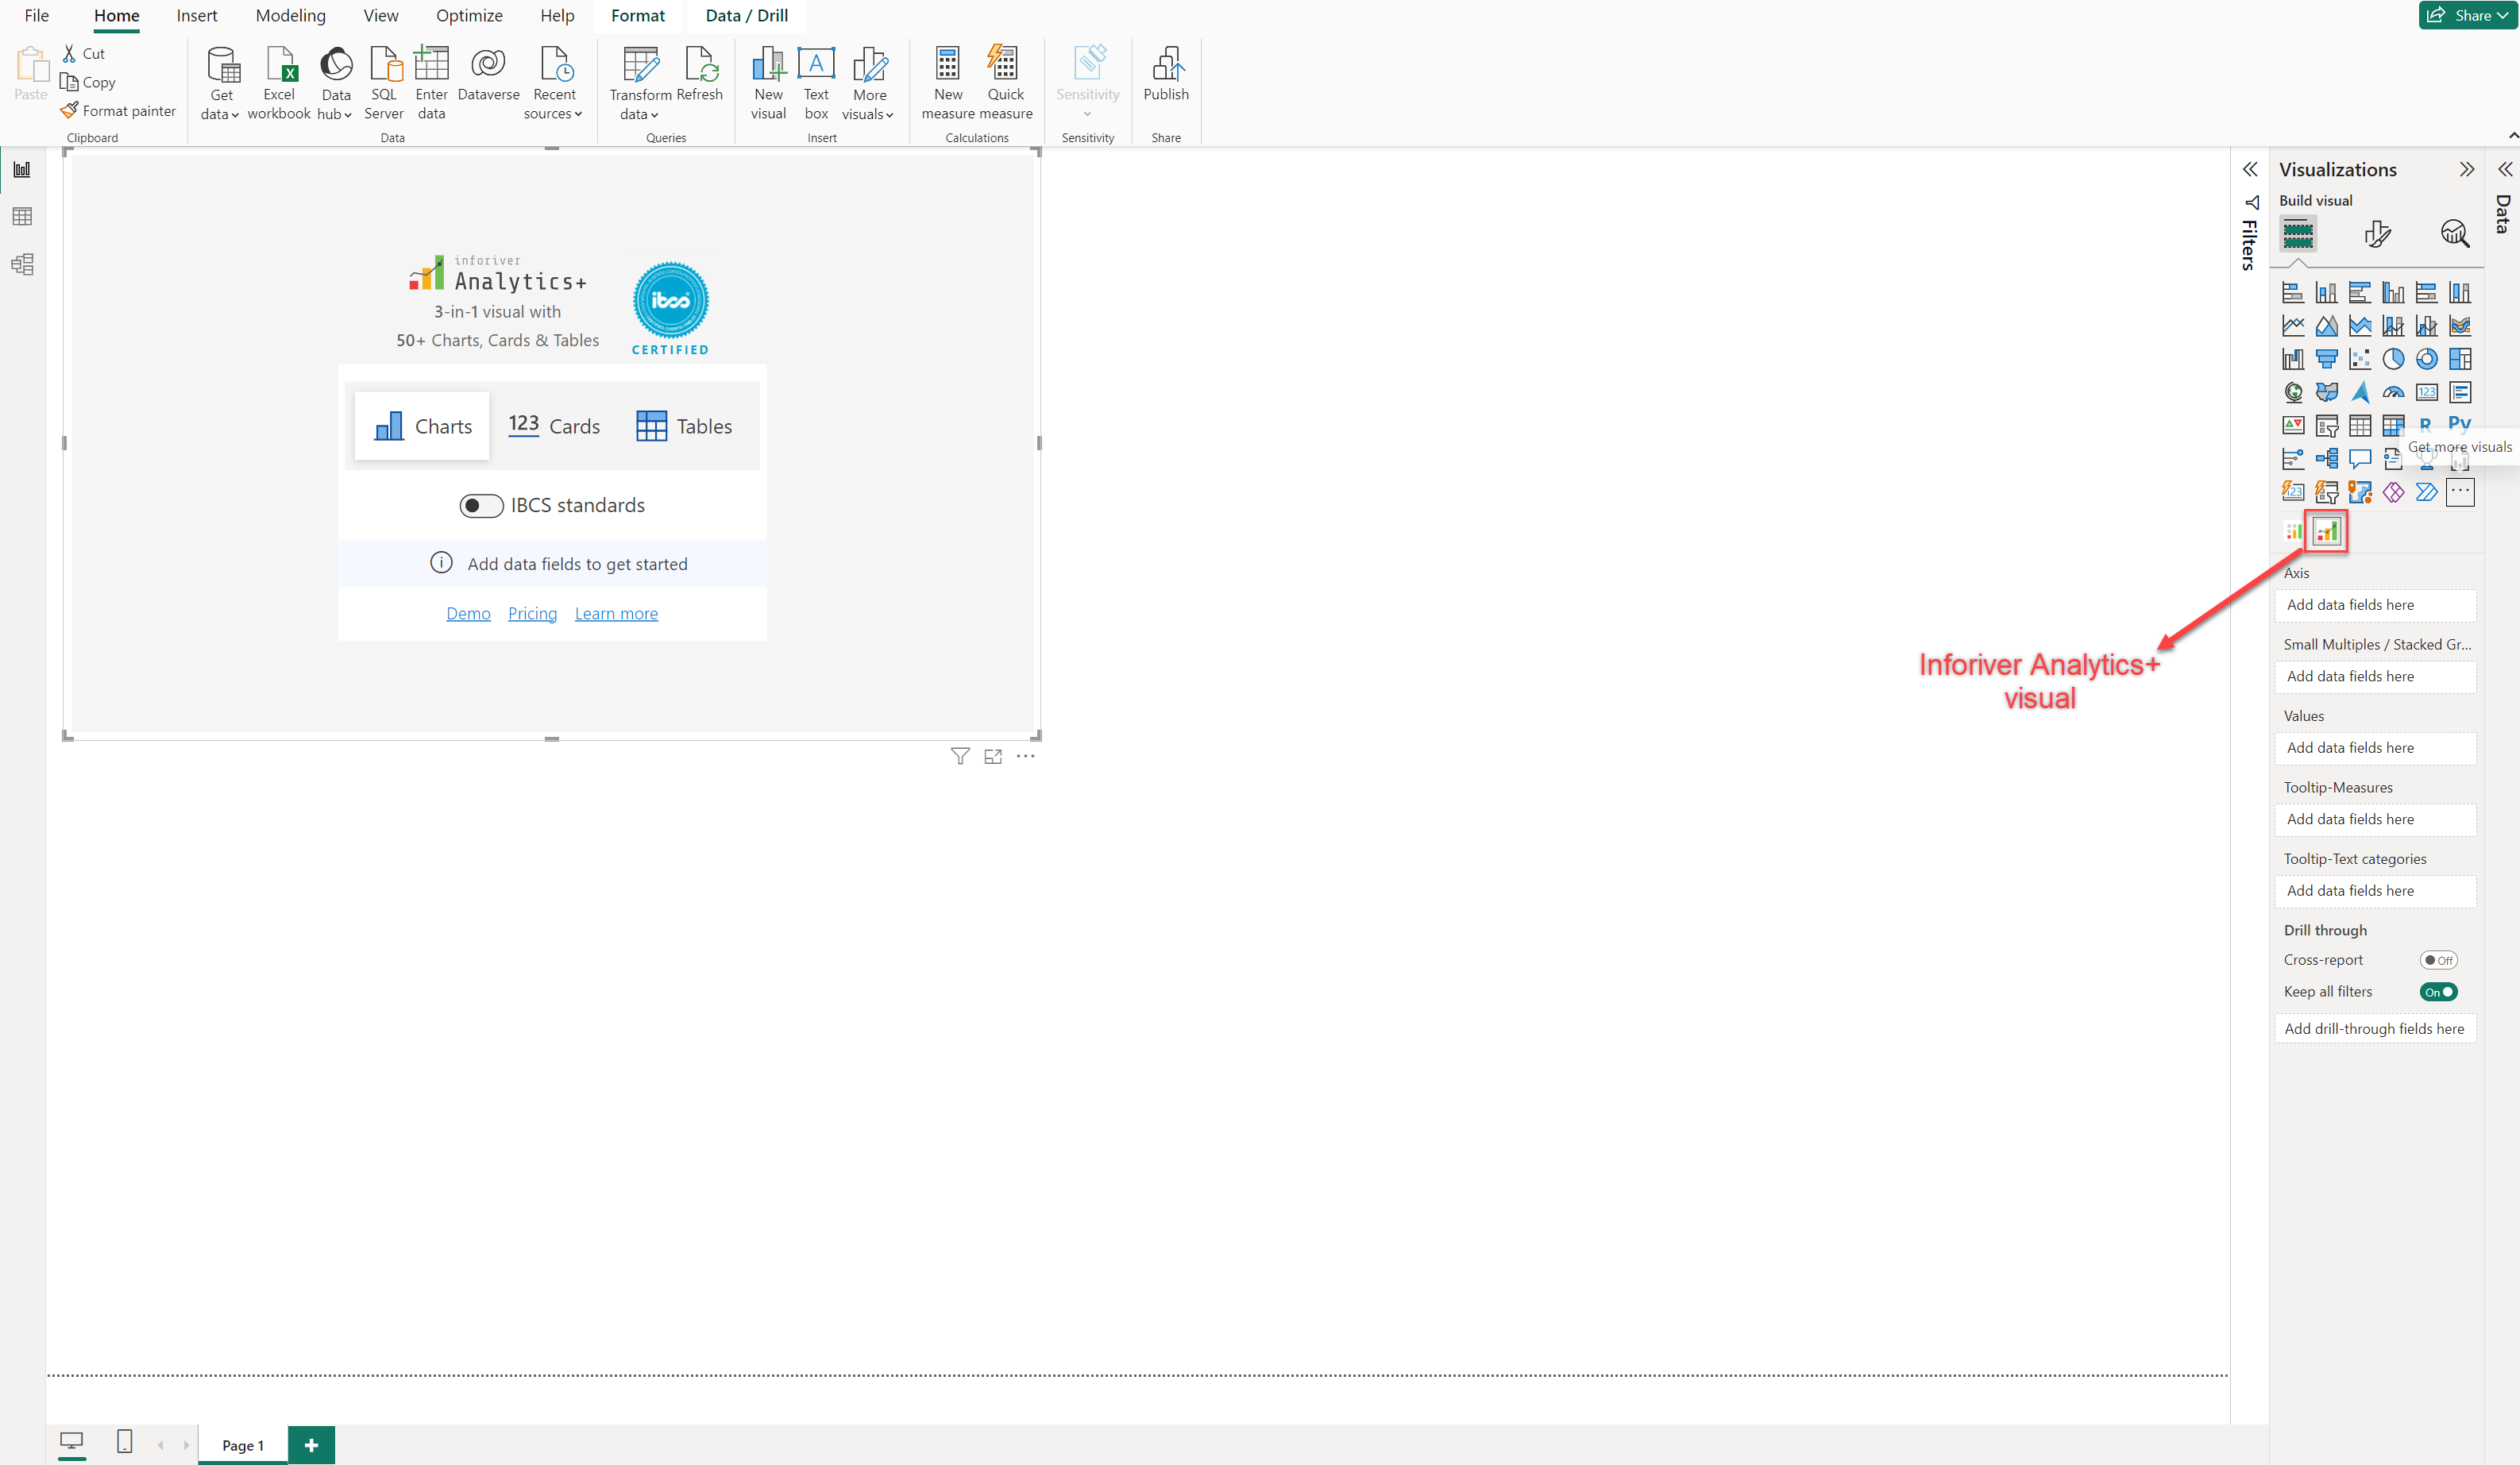 File Home Insert Modeling View Optimize Help Format Data / Drill Share
Paste
Cut
Copy
Format painter
Clipboard
Get data
Excel workbook
Data hub
SQL Server
Enter data
Dataverse
Recent sources
Data
Transform data
Refresh
Queries
New visual
Text box
More visuals
Insert
New measure
Quick measure
Calculations
Sensitivity
Sensitivity
Publish
Share
inforiver
Analytics+
3-in-1 visual with
50+ Charts, Cards & Tables
ibcs
CERTIFIED
Charts 123 Cards Tables
IBCS standards
Add data fields to get started
Demo Pricing Learn more
Inforiver Analytics+
visual
Filters
Visualizations
Build visual
123
R Py
Get more visuals
123
Axis
Add data fields here
Small Multiples / Stacked Gr...
Add data fields here
Values
Add data fields here
Tooltip-Measures
Add data fields here
Tooltip-Text categories
Add data fields here
Drill through
Cross-report Off
Keep all filters On
Add drill-through fields here
Data
Page 1